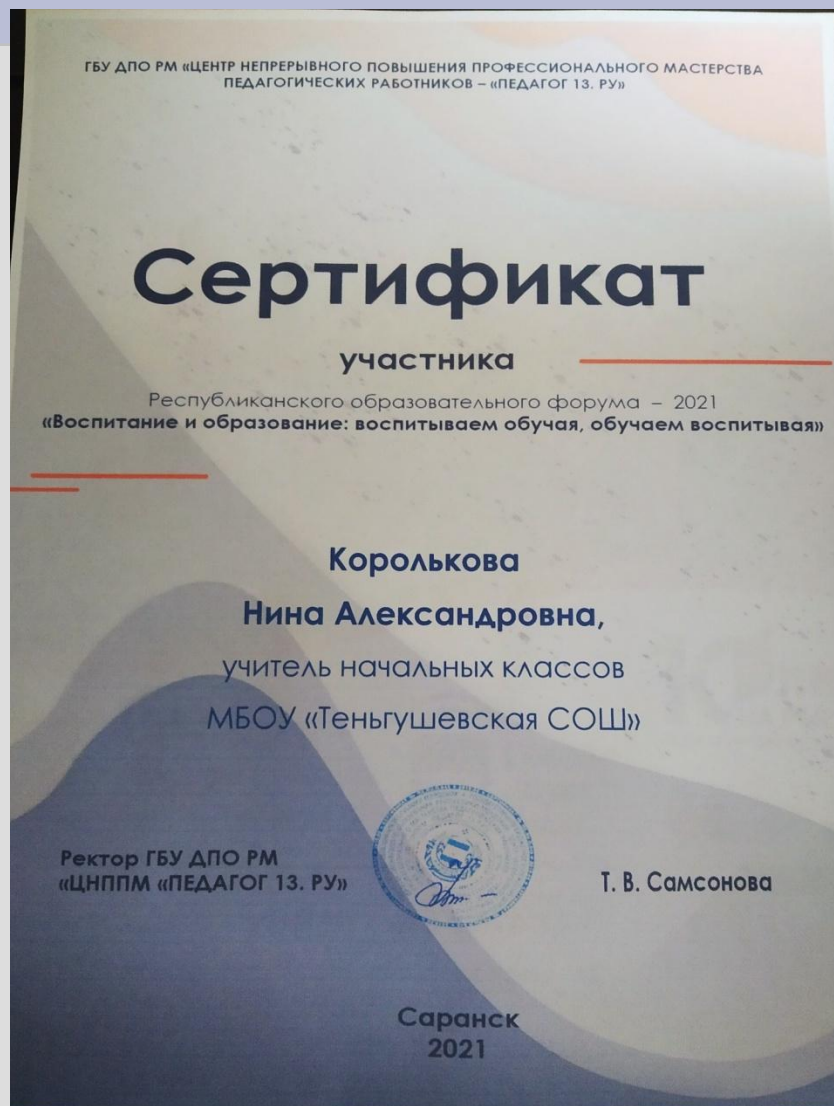 ГБУ ДПО РМ «ЦЕНТР НЕПРЕРЫВНОГО ПОВЫШЕНИЯ ПРОФЕССИОНАЛЬНОГО МАСТЕРСТВА
ПЕДАГОГИЧЕСКИХ РАБОТНИКОВ – «ПЕДАГОГ 13. РУ»
Сертификат
участника
Республиканского образовательного форума – 2021
«Воспитание и образование: воспитываем обучая, обучаем воспитывая»
Королькова
Нина Александровна,
учитель начальных классов
МБОУ «Теньгушевская СОШ»
Ректор ГБУ ДПО РМ
«ЦНППМ «ПЕДАГОГ 13. РУ»
Т. В. Самсонова
Саранск
2021